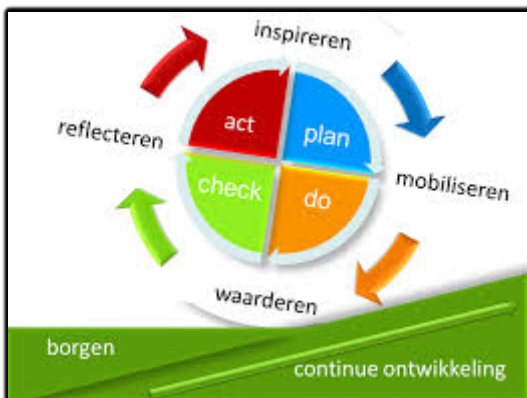 inspireren
act
plan
reflecteren
mobiliseren
check
do
waarderen
borgen
continue ontwikkeling